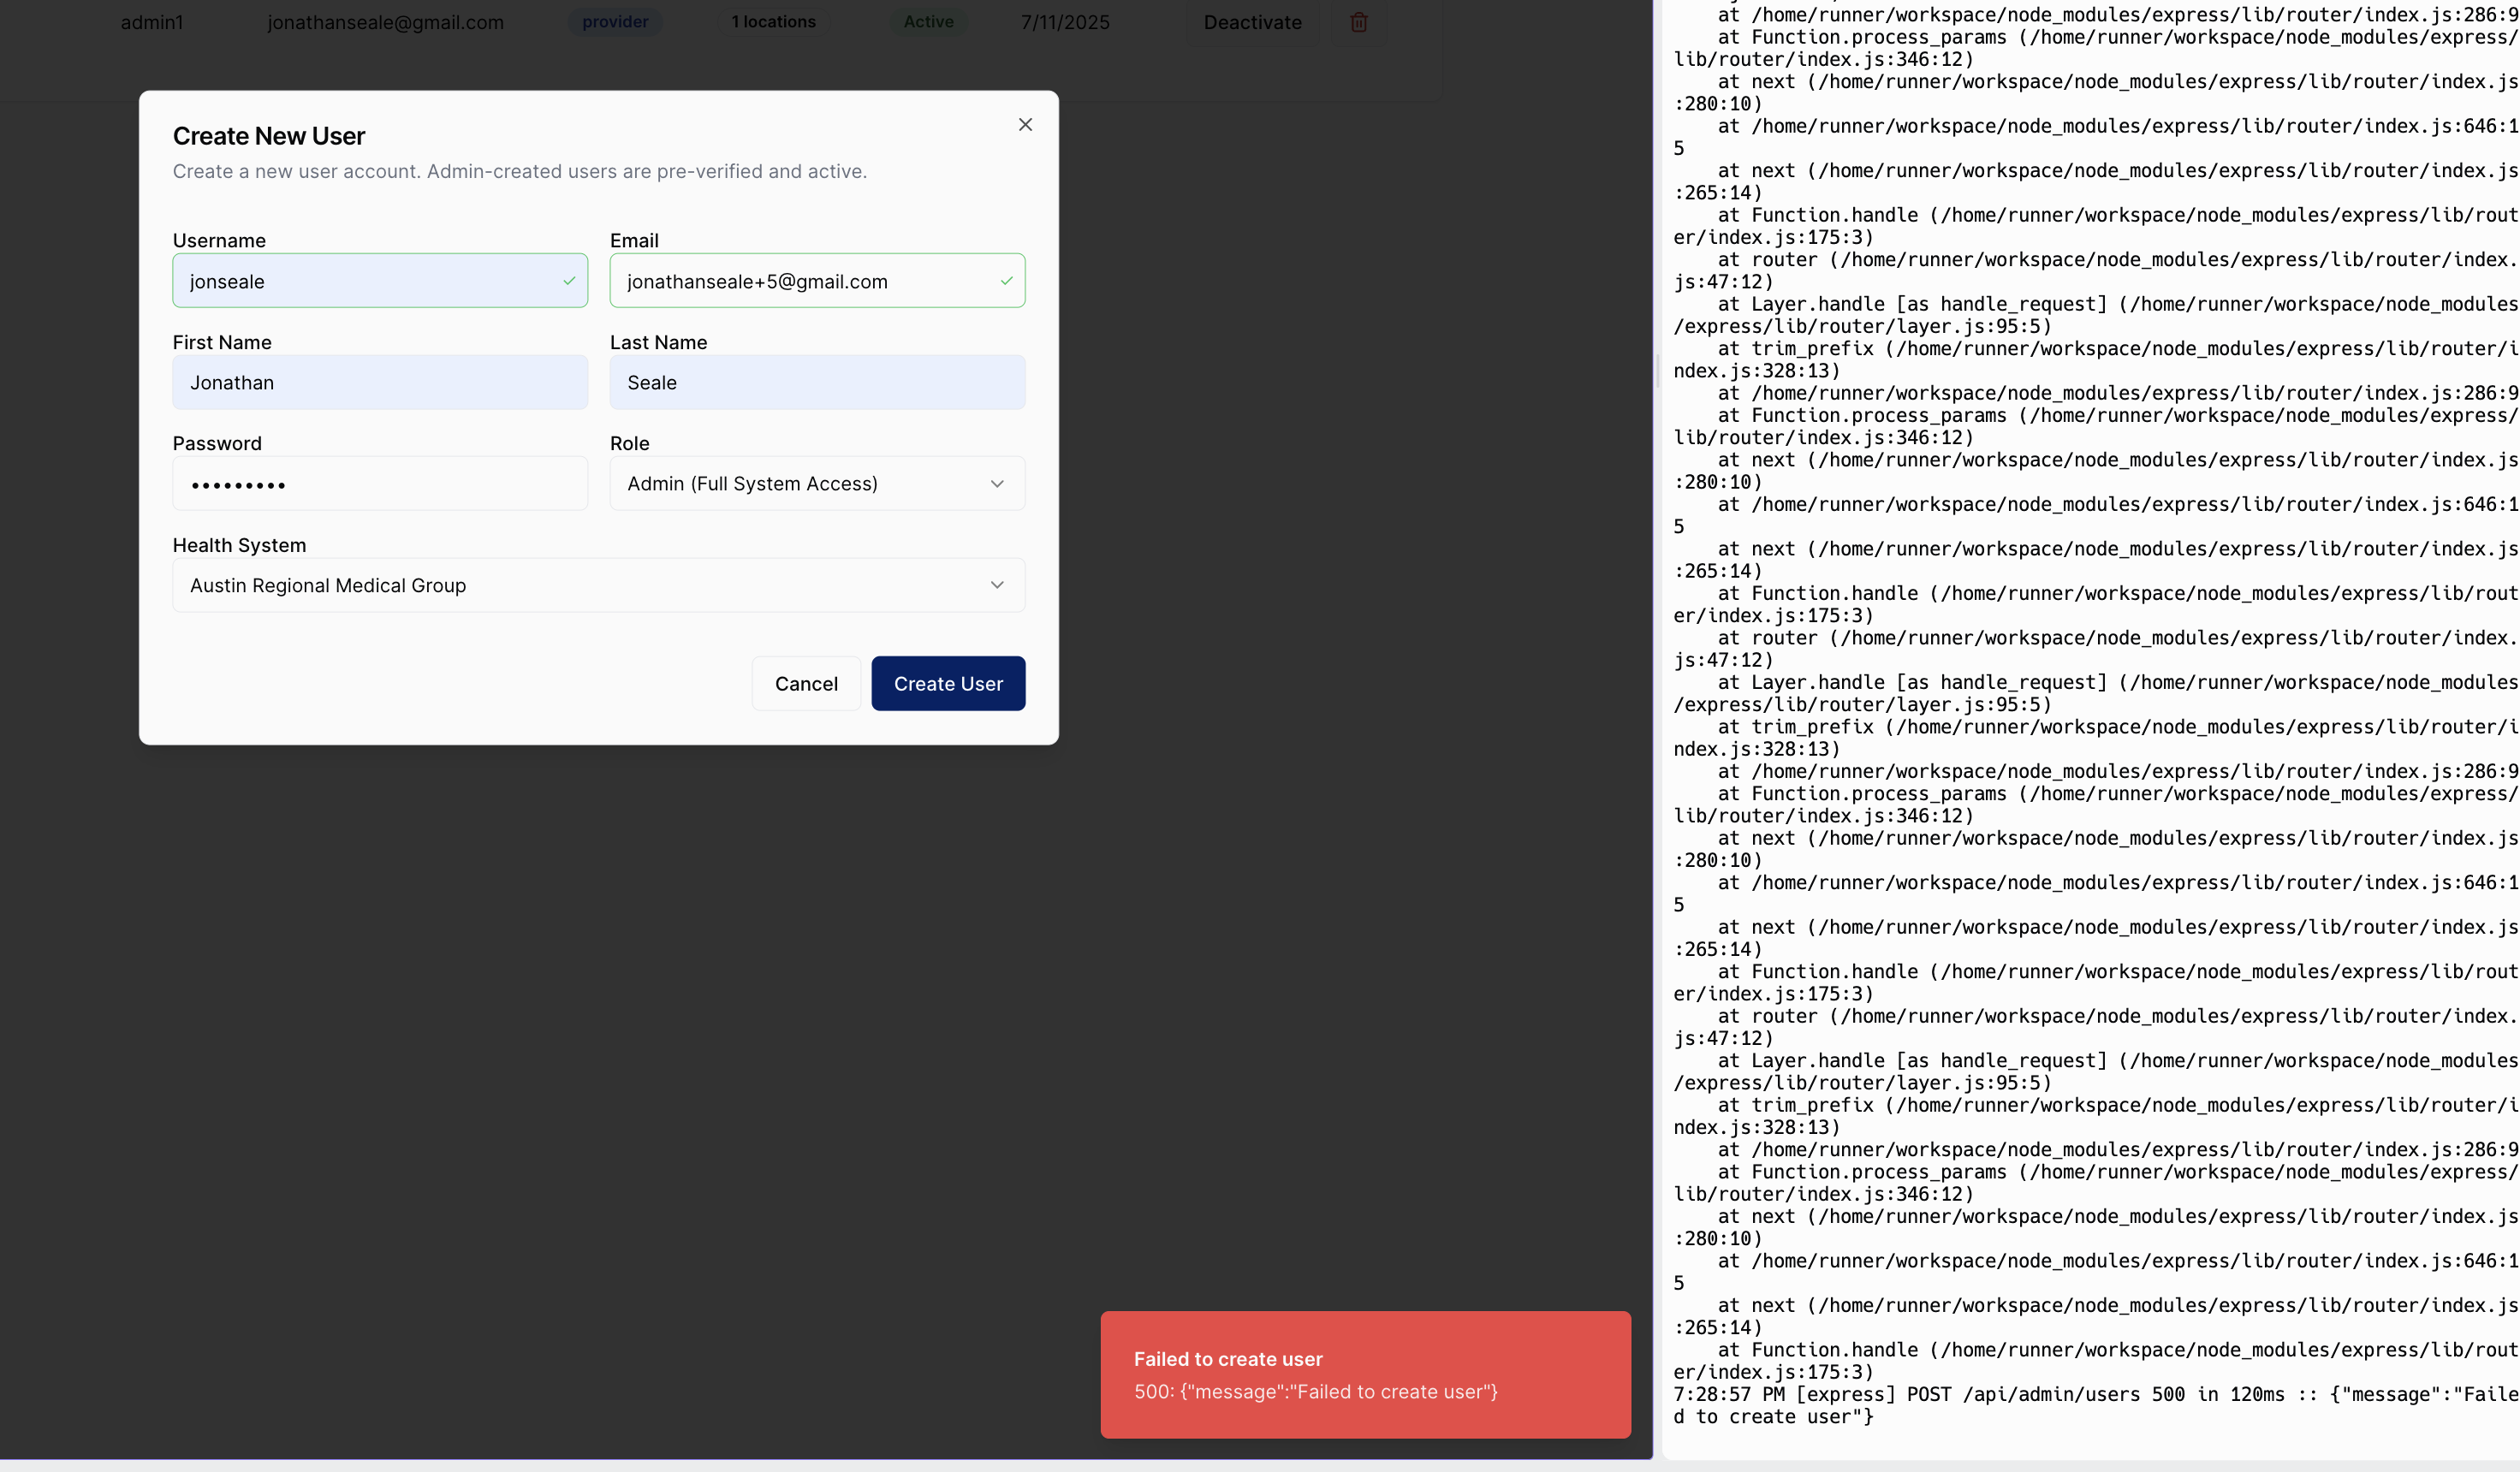 admin1 jonathanseale@gmail.com provider 1 locations Active 7/11/2025 Deactivate
Create New User
Create a new user account. Admin-created users are pre-verified and active.
Username Email
jonseale jonathanseale+5@gmail.com
First Name Last Name
Jonathan Seale
Password Role
••••••••• Admin (Full System Access)
Health System
Austin Regional Medical Group
Cancel Create User
Failed to create user
500: {"message":"Failed to create user"}
at /home/runner/workspace/node_modules/express/lib/router/index.js:286:9
at Function.process_params (/home/runner/workspace/node_modules/express/
lib/router/index.js:346:12)
at next (/home/runner/workspace/node_modules/express/lib/router/index.js
:280:10)
at /home/runner/workspace/node_modules/express/lib/router/index.js:646:1
5
at next (/home/runner/workspace/node_modules/express/lib/router/index.js
:265:14)
at Function.handle (/home/runner/workspace/node_modules/express/lib/rout
er/index.js:175:3)
at router (/home/runner/workspace/node_modules/express/lib/router/index.
js:47:12)
at Layer.handle [as handle_request] (/home/runner/workspace/node_modules
/express/lib/router/layer.js:95:5)
at trim_prefix (/home/runner/workspace/node_modules/express/lib/router/i
ndex.js:328:13)
at /home/runner/workspace/node_modules/express/lib/router/index.js:286:9
at Function.process_params (/home/runner/workspace/node_modules/express/
lib/router/index.js:346:12)
at next (/home/runner/workspace/node_modules/express/lib/router/index.js
:280:10)
at /home/runner/workspace/node_modules/express/lib/router/index.js:646:1
5
at next (/home/runner/workspace/node_modules/express/lib/router/index.js
:265:14)
at Function.handle (/home/runner/workspace/node_modules/express/lib/rout
er/index.js:175:3)
at router (/home/runner/workspace/node_modules/express/lib/router/index.
js:47:12)
at Layer.handle [as handle_request] (/home/runner/workspace/node_modules
/express/lib/router/layer.js:95:5)
at trim_prefix (/home/runner/workspace/node_modules/express/lib/router/i
ndex.js:328:13)
at /home/runner/workspace/node_modules/express/lib/router/index.js:286:9
at Function.process_params (/home/runner/workspace/node_modules/express/
lib/router/index.js:346:12)
at next (/home/runner/workspace/node_modules/express/lib/router/index.js
:280:10)
at /home/runner/workspace/node_modules/express/lib/router/index.js:646:1
5
at next (/home/runner/workspace/node_modules/express/lib/router/index.js
:265:14)
at Function.handle (/home/runner/workspace/node_modules/express/lib/rout
er/index.js:175:3)
at router (/home/runner/workspace/node_modules/express/lib/router/index.
js:47:12)
at Layer.handle [as handle_request] (/home/runner/workspace/node_modules
/express/lib/router/layer.js:95:5)
at trim_prefix (/home/runner/workspace/node_modules/express/lib/router/i
ndex.js:328:13)
at /home/runner/workspace/node_modules/express/lib/router/index.js:286:9
at Function.process_params (/home/runner/workspace/node_modules/express/
lib/router/index.js:346:12)
at next (/home/runner/workspace/node_modules/express/lib/router/index.js
:280:10)
at /home/runner/workspace/node_modules/express/lib/router/index.js:646:1
5
at next (/home/runner/workspace/node_modules/express/lib/router/index.js
:265:14)
at Function.handle (/home/runner/workspace/node_modules/express/lib/rout
er/index.js:175:3)
7:28:57 PM [express] POST /api/admin/users 500 in 120ms :: {"message":"Faile
d to create user"}